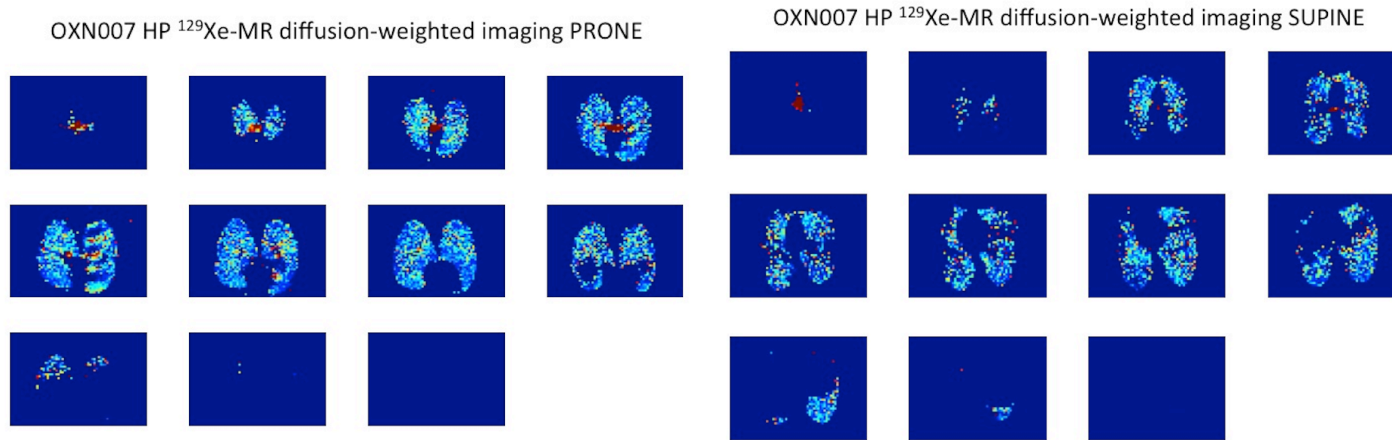 OXN007 HP ¹²⁹Xe-MR diffusion-weighted imaging PRONE
OXN007 HP ¹²⁹Xe-MR diffusion-weighted imaging SUPINE